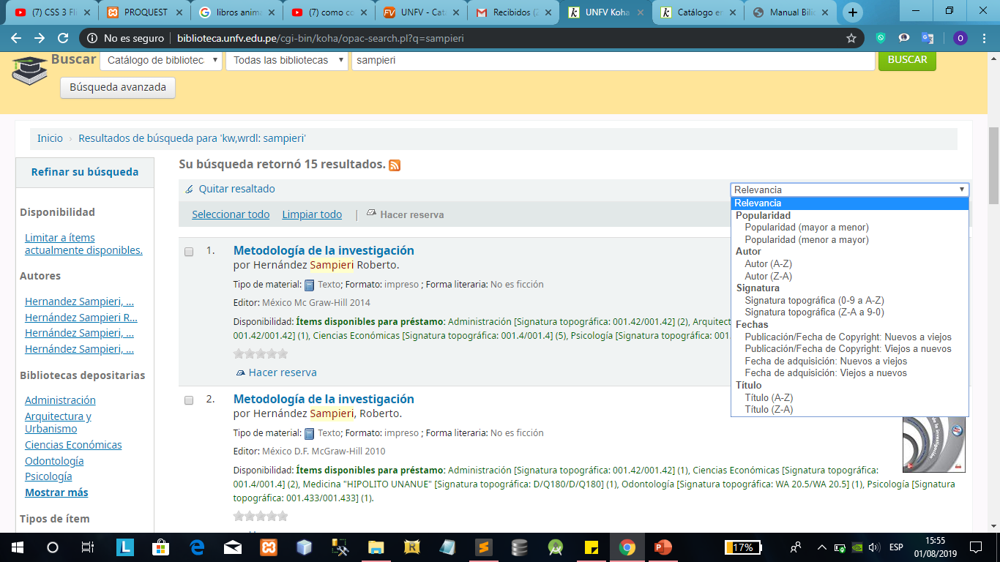 (7) CSS 3 Fl
PROQUEST
libros anima
(7) como co
UNFV - Cata
Recibidos (2
UNFV Koha
Catálogo en
Manual Bibli
No es seguro | biblioteca.unfv.edu.pe/cgi-bin/koha/opac-search.pl?q=sampieri
O
Buscar Catálogo de bibliotec Todas las bibliotecas sampieri BUSCAR
Búsqueda avanzada
Inicio › Resultados de búsqueda para 'kw,wrdl: sampieri'
Refinar su búsqueda
Disponibilidad
Limitar a ítems
actualmente disponibles.
Autores
Hernandez Sampieri, ...
Hernández Sampieri R...
Hernández Sampieri, ...
Hernández Sampieri, ...
Bibliotecas depositarias
Administración
Arquitectura y
Urbanismo
Ciencias Económicas
Odontología
Psicología
Mostrar más
Tipos de ítem
Su búsqueda retornó 15 resultados.
Quitar resaltado
Seleccionar todo Limpiar todo | Hacer reserva
Relevancia
Relevancia
Popularidad
Popularidad (mayor a menor)
Popularidad (menor a mayor)
Autor
Autor (A-Z)
Autor (Z-A)
Signatura
Signatura topográfica (0-9 a A-Z)
Signatura topográfica (Z-A a 9-0)
Fechas
Publicación/Fecha de Copyright: Nuevos a viejos
Publicación/Fecha de Copyright: Viejos a nuevos
Fecha de adquisición: Nuevos a viejos
Fecha de adquisición: Viejos a nuevos
Título
Título (A-Z)
Título (Z-A)
1. Metodología de la investigación
por Hernández Sampieri Roberto.
Tipo de material: Texto; Formato: impreso ; Forma literaria: No es ficción
Editor: México Mc Graw-Hill 2014
Disponibilidad: Ítems disponibles para préstamo: Administración [Signatura topográfica: 001.42/001.42] (2), Arquitect
001.42/001.42] (1), Ciencias Económicas [Signatura topográfica: 001.4/001.4] (5), Psicología [Signatura topográfica: 001.
Hacer reserva
2. Metodología de la investigación
por Hernández Sampieri, Roberto.
Tipo de material: Texto; Formato: impreso ; Forma literaria: No es ficción
Editor: México D.F. McGraw-Hill 2010
Disponibilidad: Ítems disponibles para préstamo: Administración [Signatura topográfica: 001.42/001.42] (1), Ciencias Económicas [Signatura topográfica:
001.4/001.4] (2), Medicina "HIPOLITO UNANUE" [Signatura topográfica: D/Q180/D/Q180] (1), Odontología [Signatura topográfica: WA 20.5/WA 20.5] (1), Psicología [Signatura
topográfica: 001.433/001.433] (1).
17%
ESP
15:55
01/08/2019